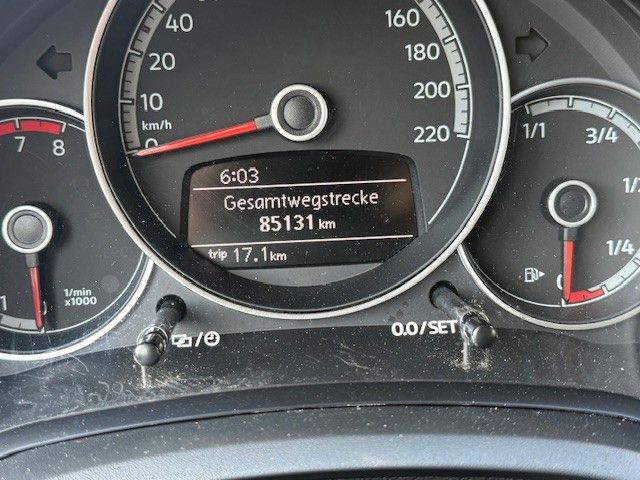 40
10
km/h
0
160
180
200
220
6:03
Gesamtwegstrecke
85131 km
trip 17.1 km
7 8
1/min
x1000
1/1
3/4
1/4
0.0/SET